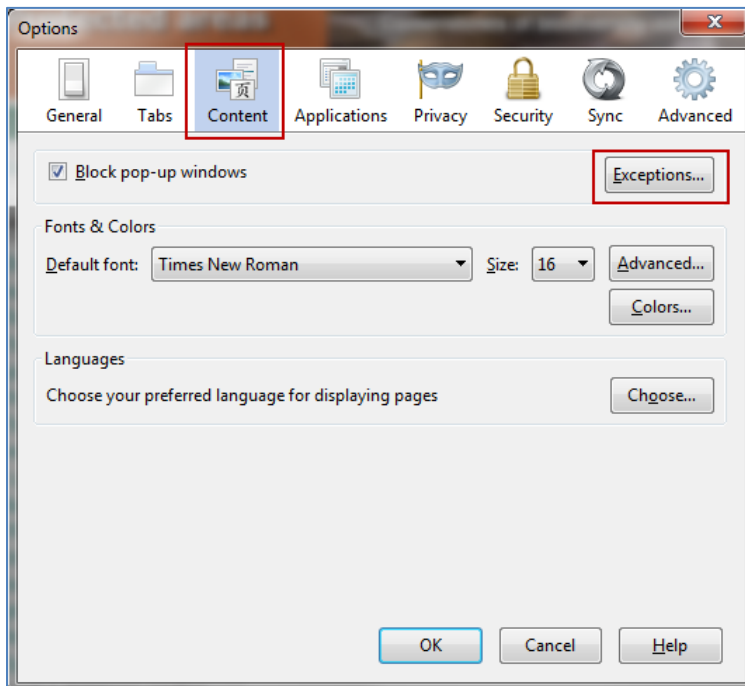 Options
General Tabs Content Applications Privacy Security Sync Advanced
Block pop-up windows Exceptions...
Fonts & Colors
Default font: Times New Roman Size: 16 Advanced...
Colors...
Languages
Choose your preferred language for displaying pages Choose...
OK Cancel Help
页